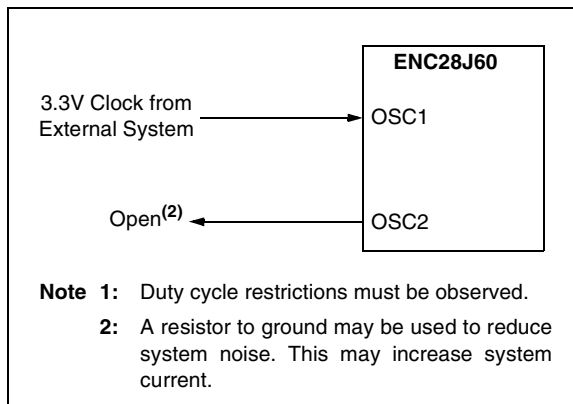 ENC28J60
3.3V Clock from
External System
OSC1
Open(2)
OSC2
Note 1: Duty cycle restrictions must be observed.
2: A resistor to ground may be used to reduce
system noise. This may increase system
current.